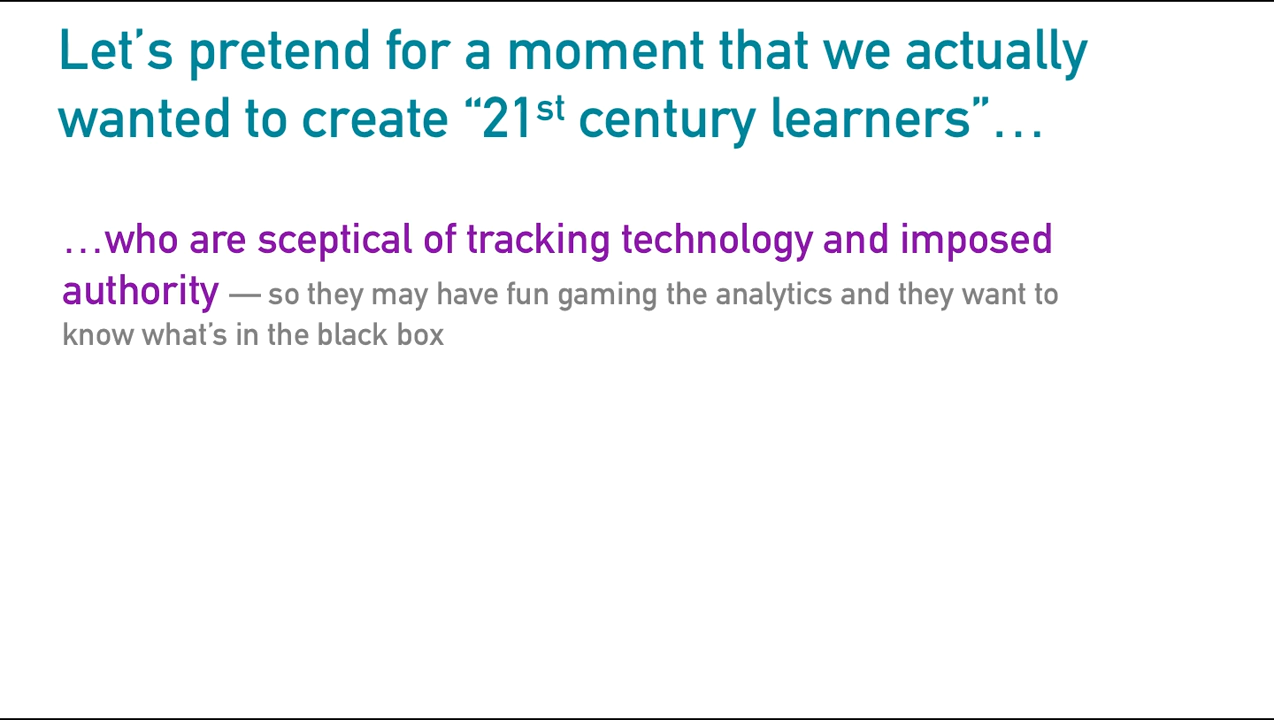 Let’s pretend for a moment that we actually
wanted to create “21st century learners”…
…who are sceptical of tracking technology and imposed
authority — so they may have fun gaming the analytics and they want to
know what’s in the black box